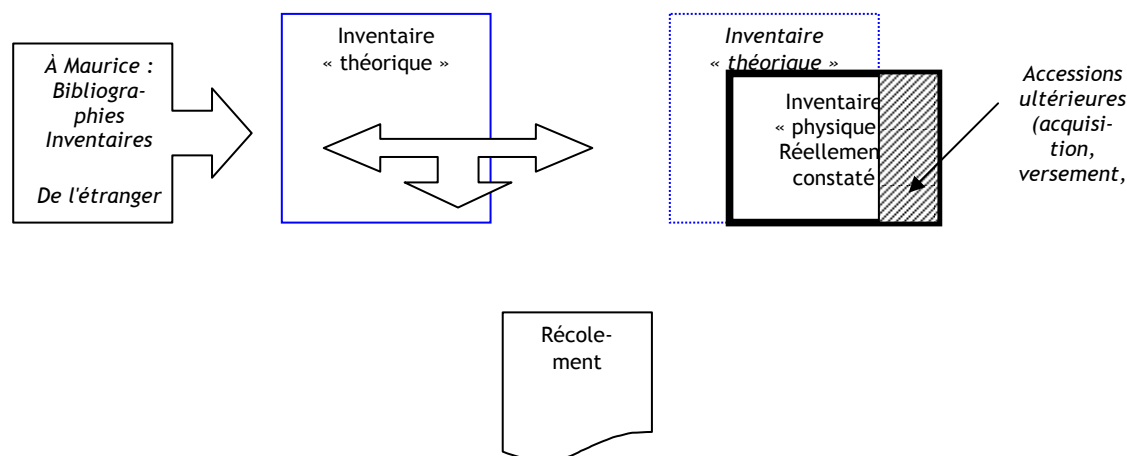 À Maurice :
Bibliogra-
phies
Inventaires
De l'étranger
Inventaire
« théorique »
Inventaire
« théorique »
Inventaire
« physique
Réellemen
constaté
Accessions
ultérieures
(acquisi-
tion,
versement,
Récole-
ment